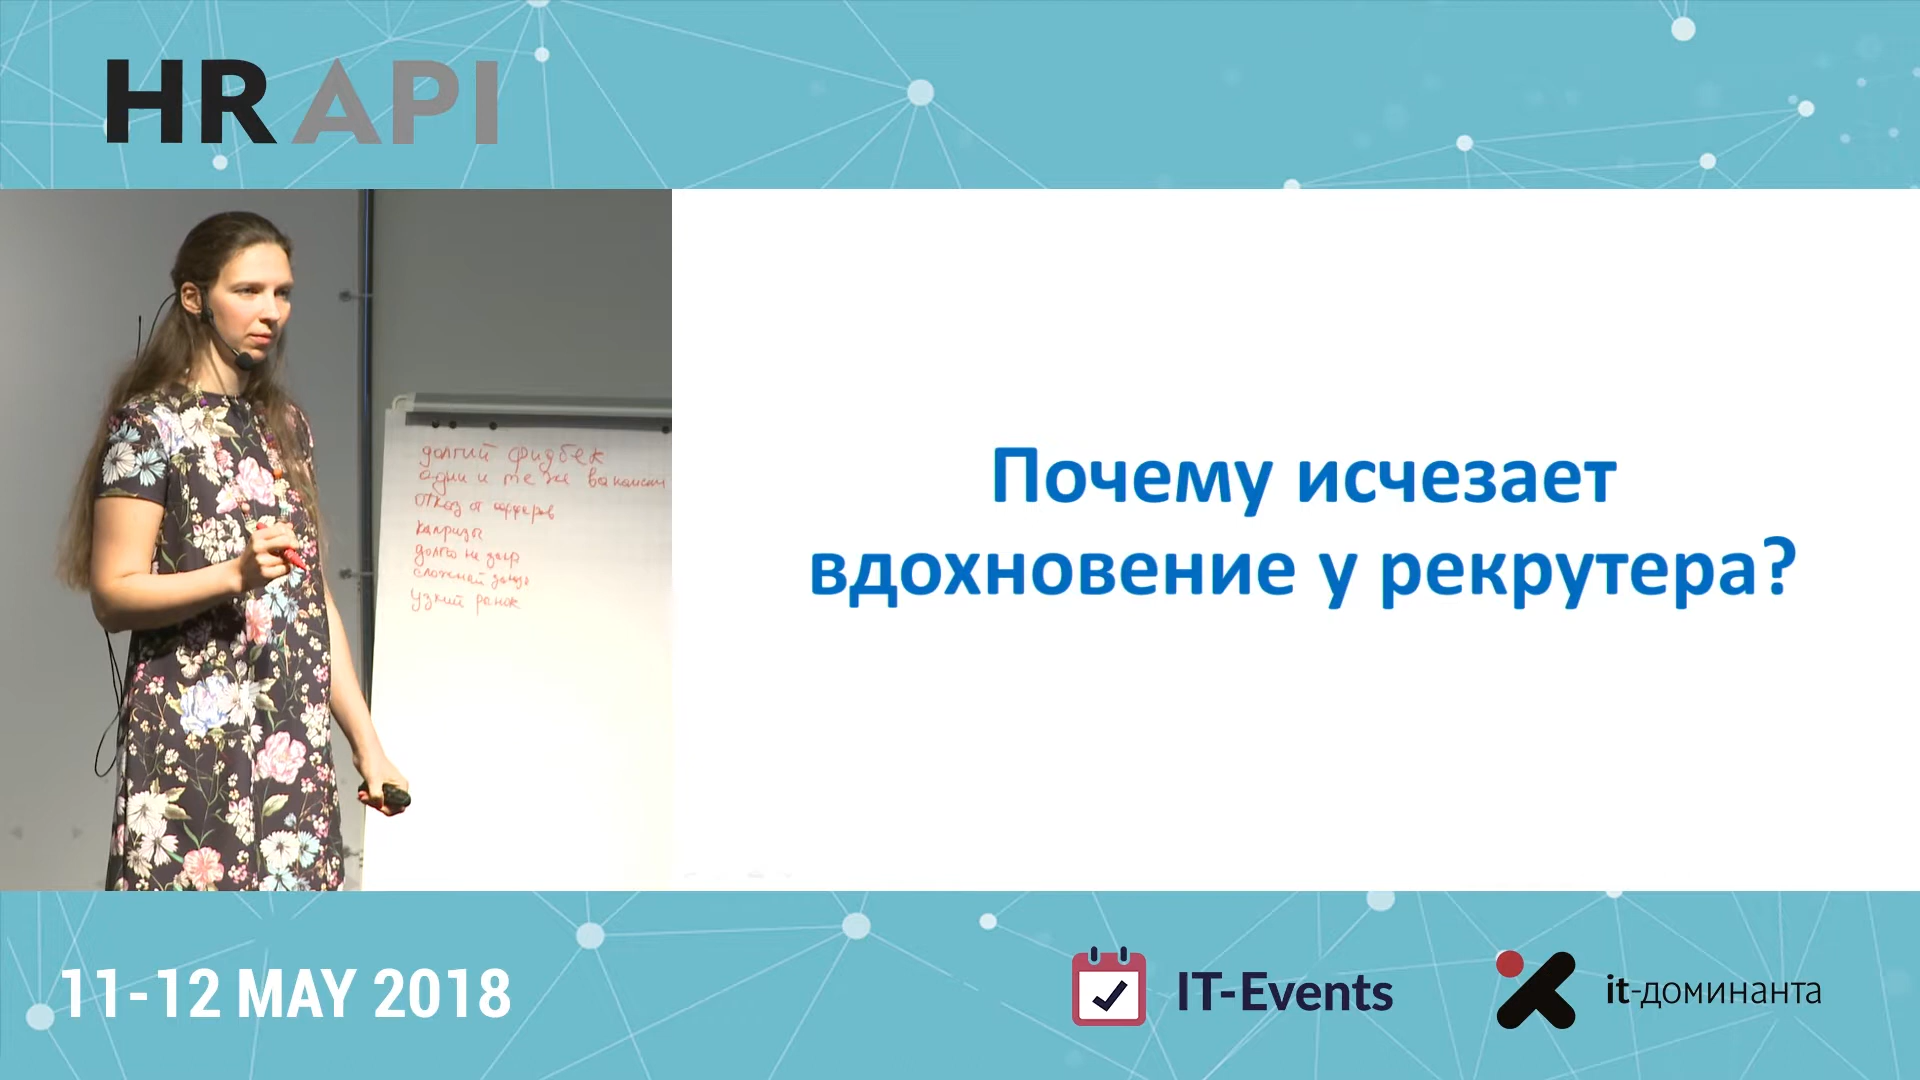 HR API
долгий фидбек
одни и те же вакансии
отказ от офферов
капризы
долго не закр
сложный
узкий рынок
Почему исчезает
вдохновение у рекрутера?
11-12 MAY 2018
IT-Events
it-доминанта